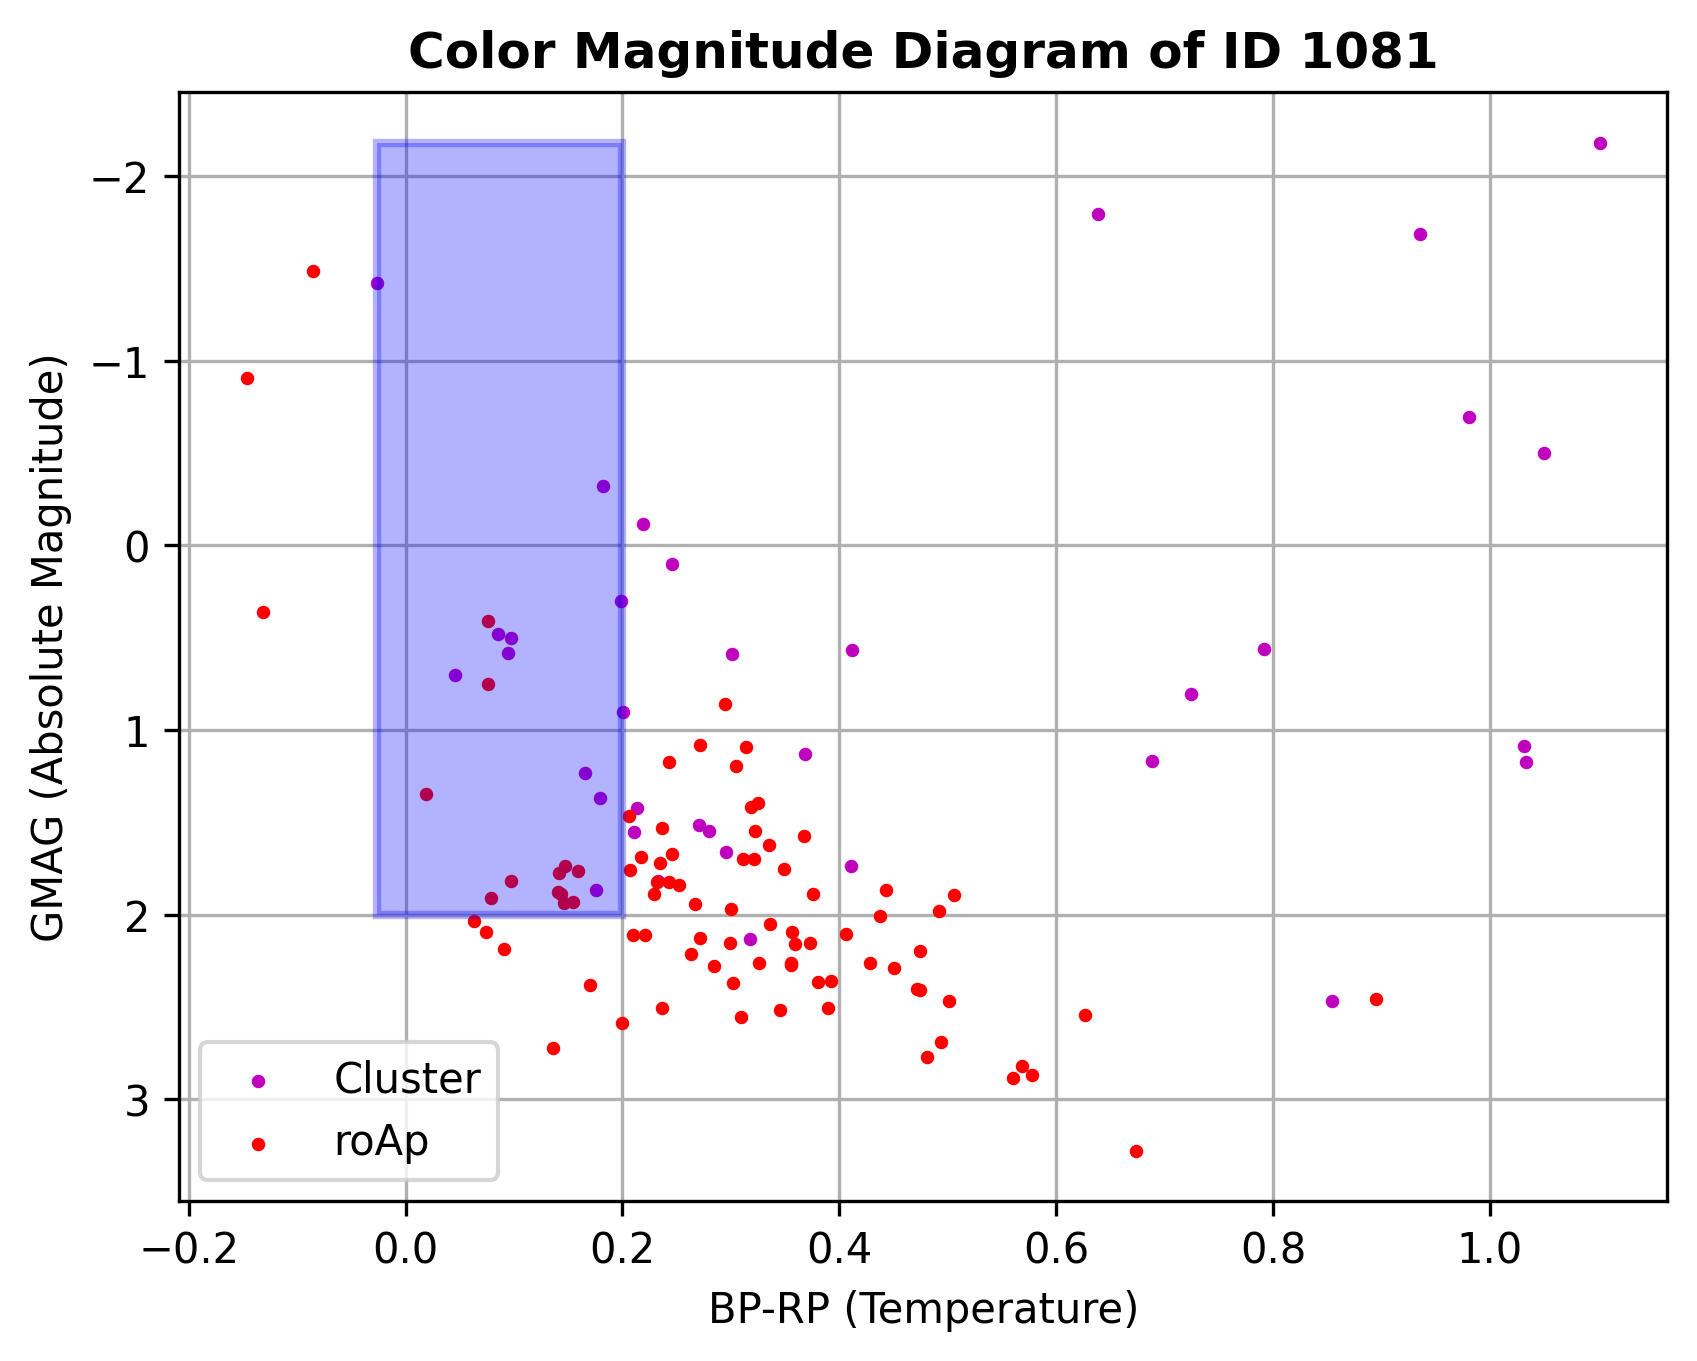 Color Magnitude Diagram of ID 1081
GMAG (Absolute Magnitude)
−2
−1
0
1
2
3
Cluster
roAp
−0.2 0.0 0.2 0.4 0.6 0.8 1.0
BP-RP (Temperature)